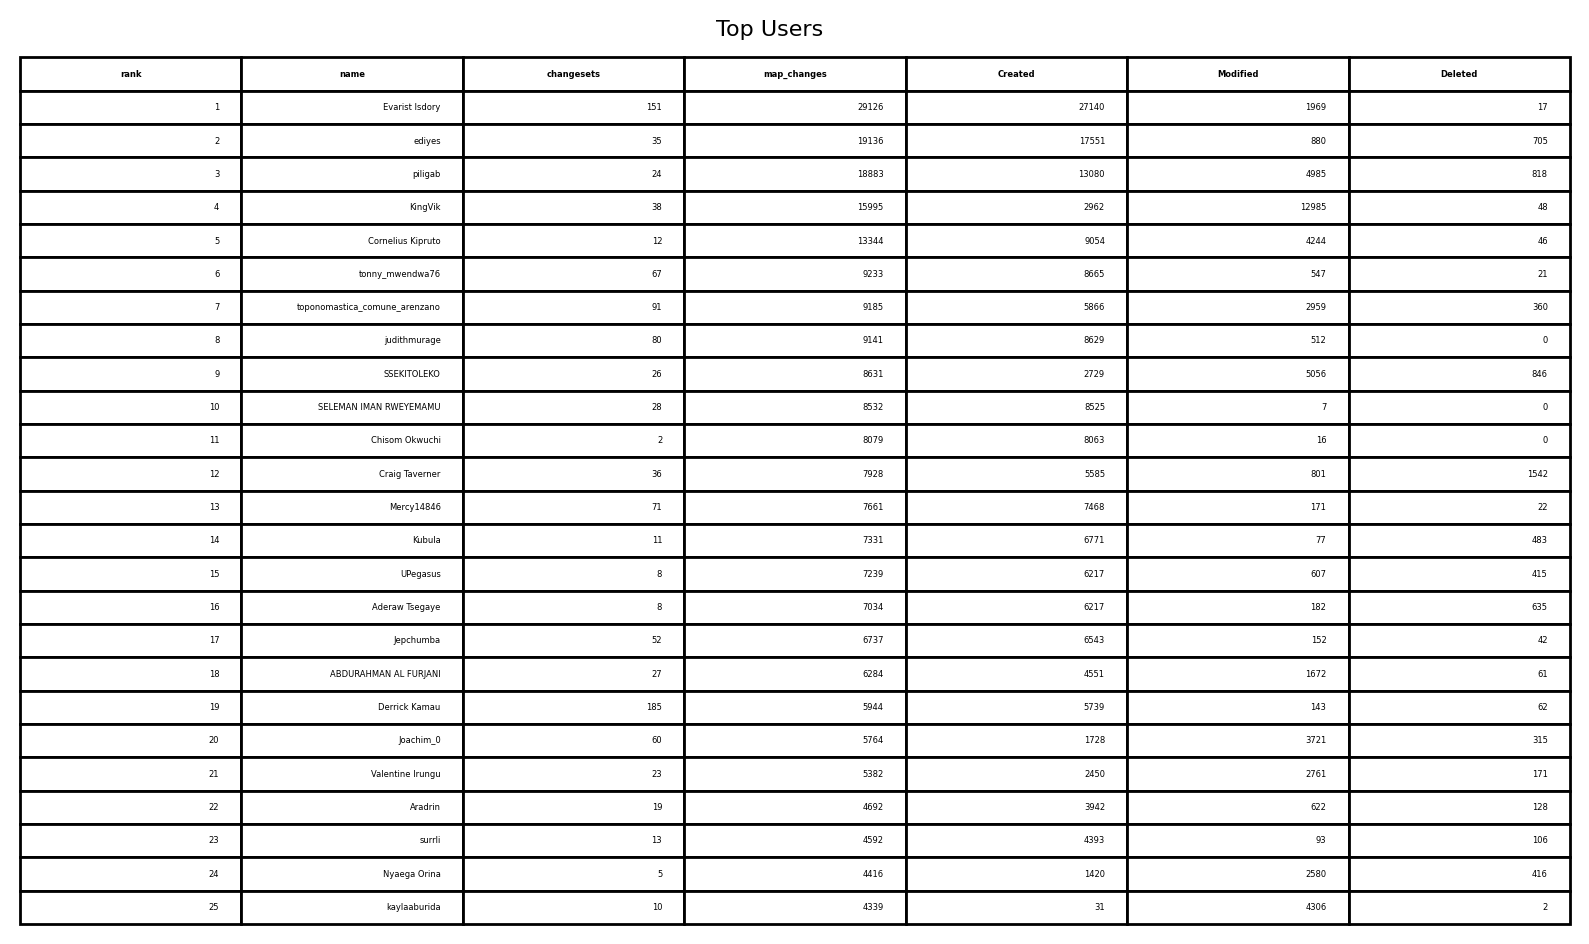 Top Users
rank name changesets map_changes Created Modified Deleted
1 Evarist Isdory 151 29126 27140 1969 17
2 ediyes 35 19136 17551 880 705
3 piligab 24 18883 13080 4985 818
4 KingVik 38 15995 2962 12985 48
5 Cornelius Kipruto 12 13344 9054 4244 46
6 tonny_mwendwa76 67 9233 8665 547 21
7 toponomastica_comune_arenzano 91 9185 5866 2959 360
8 judithmurage 80 9141 8629 512 0
9 SSEKITOLEKO 26 8631 2729 5056 846
10 SELEMAN IMAN RWEYEMAMU 28 8532 8525 7 0
11 Chisom Okwuchi 2 8079 8063 16 0
12 Craig Taverner 36 7928 5585 801 1542
13 Mercy14846 71 7661 7468 171 22
14 Kubula 11 7331 6771 77 483
15 UPegasus 8 7239 6217 607 415
16 Aderaw Tsegaye 8 7034 6217 182 635
17 Jepchumba 52 6737 6543 152 42
18 ABDURAHMAN AL FURJANI 27 6284 4551 1672 61
19 Derrick Kamau 185 5944 5739 143 62
20 Joachim_0 60 5764 1728 3721 315
21 Valentine Irungu 23 5382 2450 2761 171
22 Aradrin 19 4692 3942 622 128
23 surrli 13 4592 4393 93 106
24 Nyaega Orina 5 4416 1420 2580 416
25 kaylaaburida 10 4339 31 4306 2